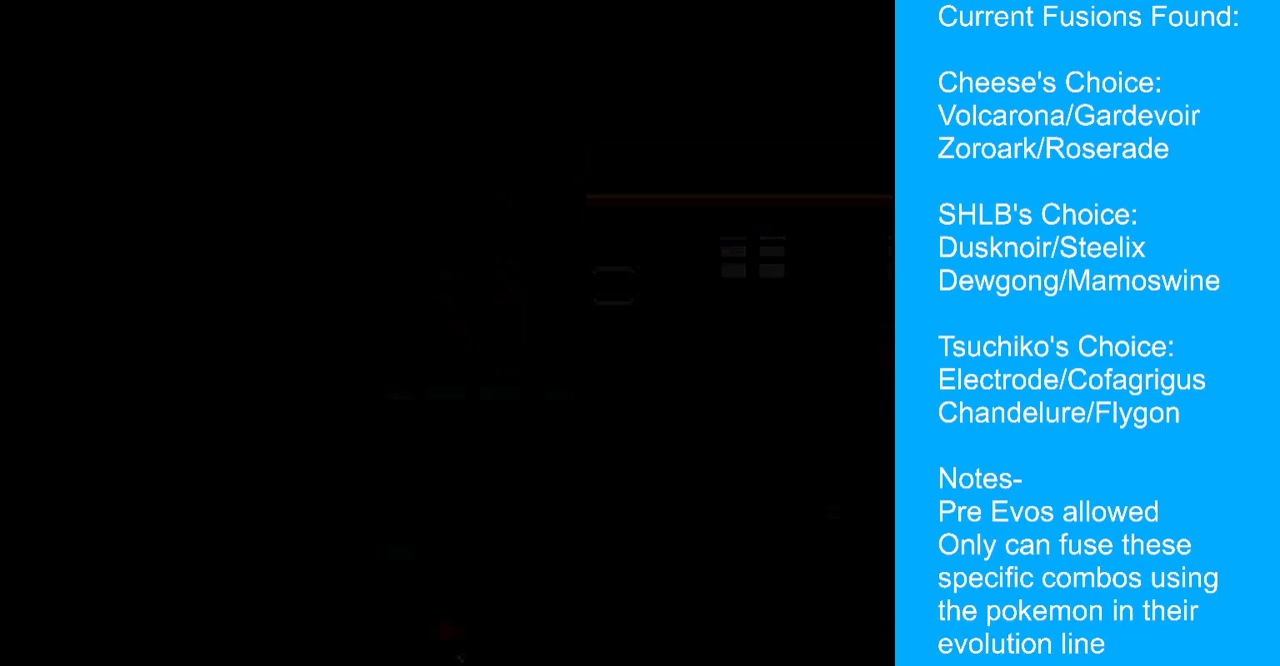 Current Fusions Found:
Cheese's Choice:
Volcarona/Gardevoir
Zoroark/Roserade
SHLB's Choice:
Dusknoir/Steelix
Dewgong/Mamoswine
Tsuchiko's Choice:
Electrode/Cofagrigus
Chandelure/Flygon
Notes-
Pre Evos allowed
Only can fuse these
specific combos using
the pokemon in their
evolution line